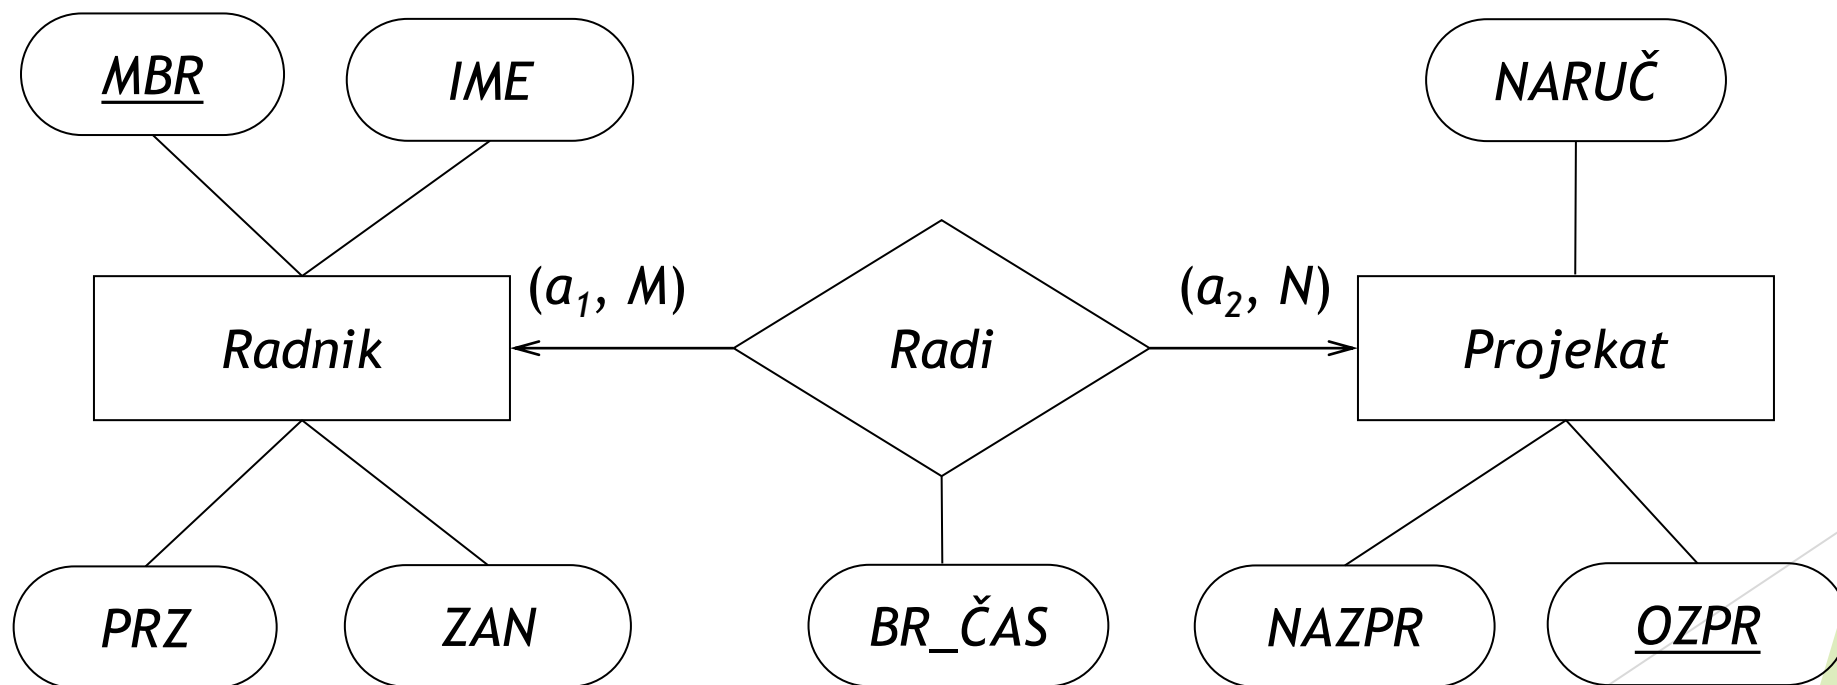 MBR
IME
NARUČ
(a₁, M)
(a₂, N)
Radnik
Radi
Projekat
PRZ
ZAN
BR_ČAS
NAZPR
OZPR